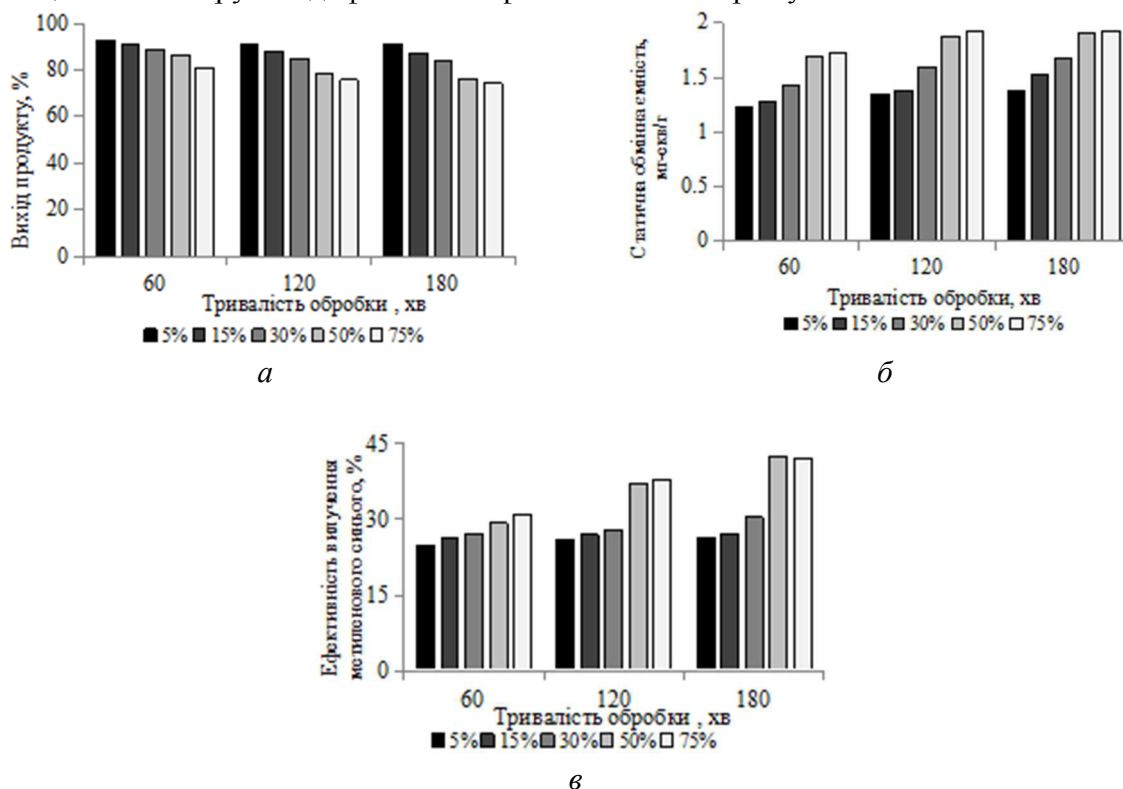 100
80
60
40
20
0
Вихід продукту, %
60 120 180
Тривалість обробки , хв
5% 15% 30% 50% 75%
а
2
1.5
1
0.5
0
Статична обмінна ємність,
мг-екв/г
60 120 180
Тривалість обробки, хв
5% 15% 30% 50% 75%
б
45
30
15
0
Ефективність вилучення
метиленового синього, %
60 120 180
Тривалість обробки , хв
5% 15% 30% 50% 75%
в